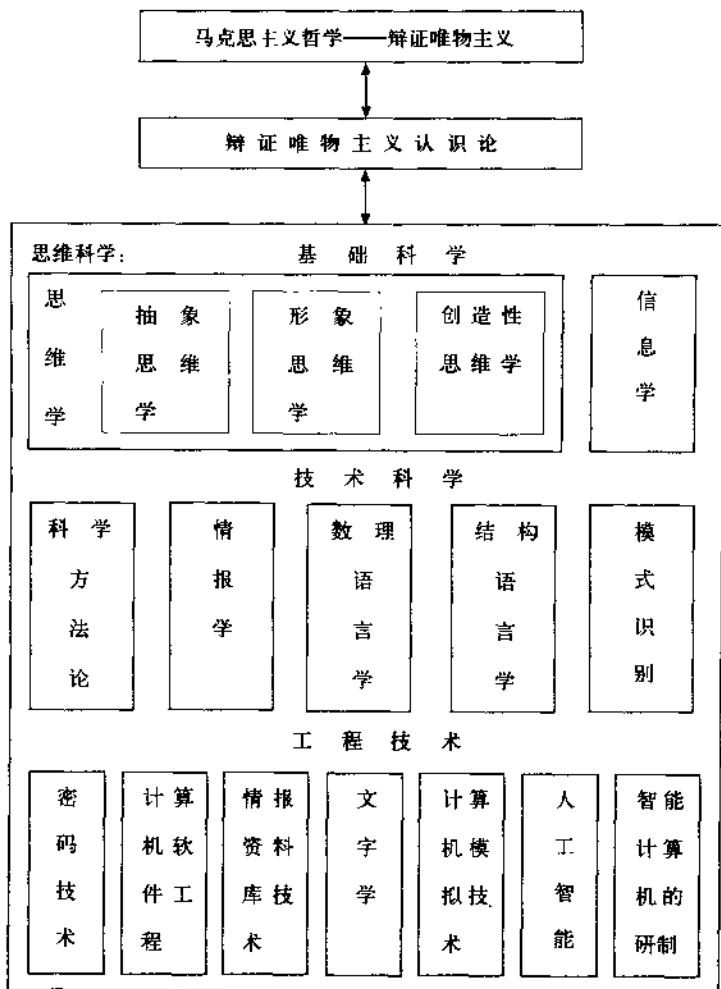 马克思主义哲学——辩证唯物主义
辩证唯物主义认识论
思维科学：
基础科学
思维学
抽象思维学
形象思维学
创造性思维学
信息学
技术科学
科学方法论
情报学
数理语言学
结构语言学
模式识别
工程技术
密码技术
计算机软件工程
情报资料库技术
文字学
计算机模拟技术
人工智能
智能计算机的研制